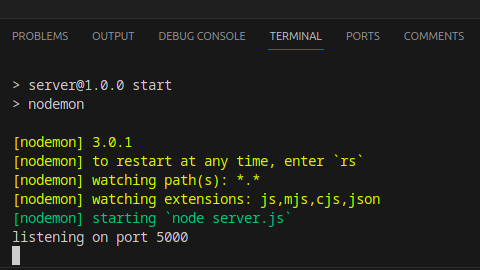 PROBLEMS OUTPUT DEBUG CONSOLE TERMINAL PORTS COMMENTS
> server@1.0.0 start
> nodemon
[nodemon] 3.0.1
[nodemon] to restart at any time, enter `rs`
[nodemon] watching path(s): *.*
[nodemon] watching extensions: js,mjs,cjs,json
[nodemon] starting `node server.js`
listening on port 5000